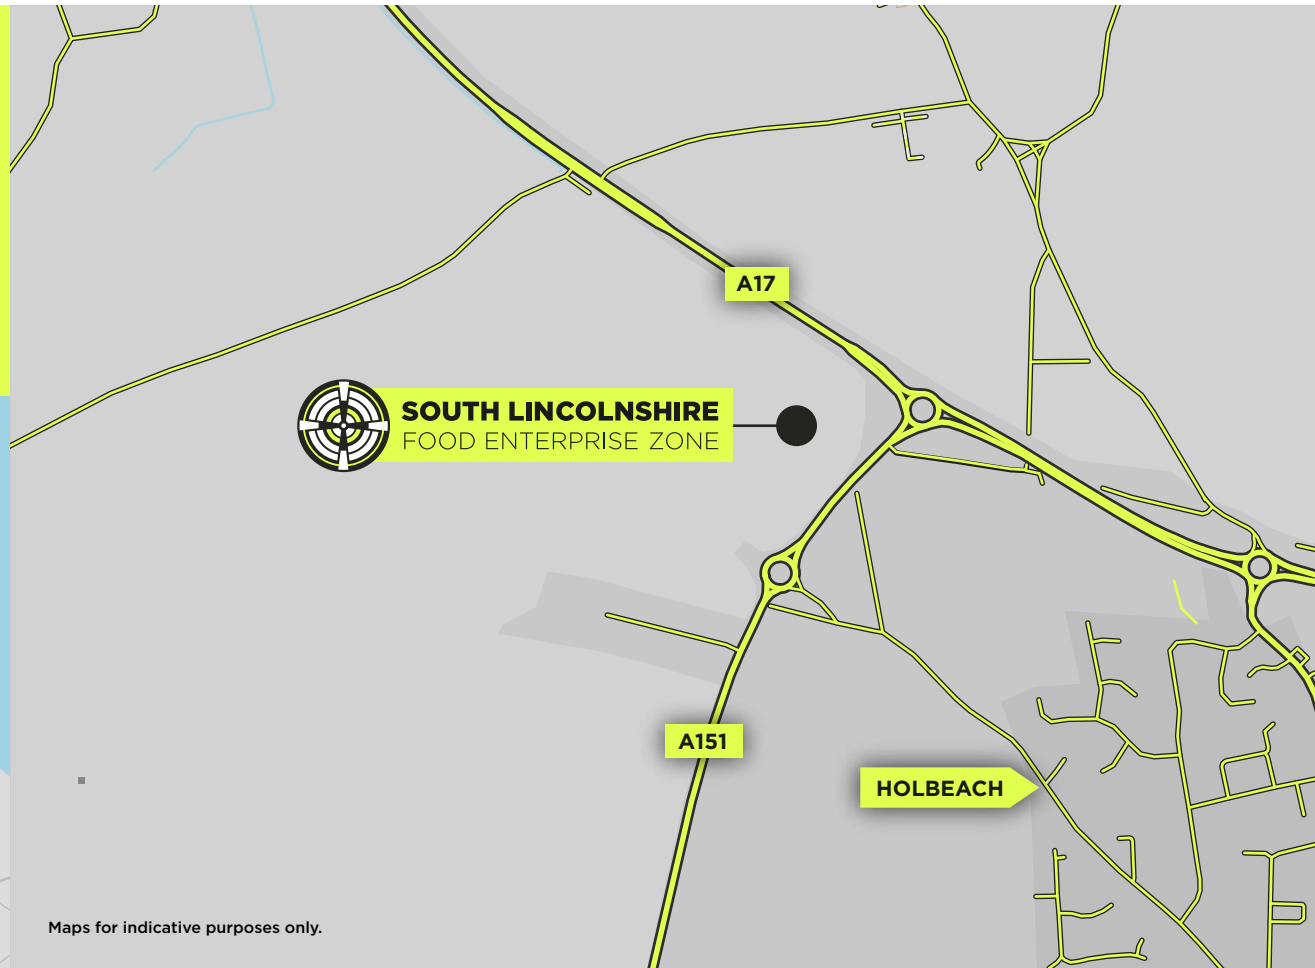 A17
SOUTH LINCOLNSHIRE
FOOD ENTERPRISE ZONE
A151
HOLBEACH
Maps for indicative purposes only.